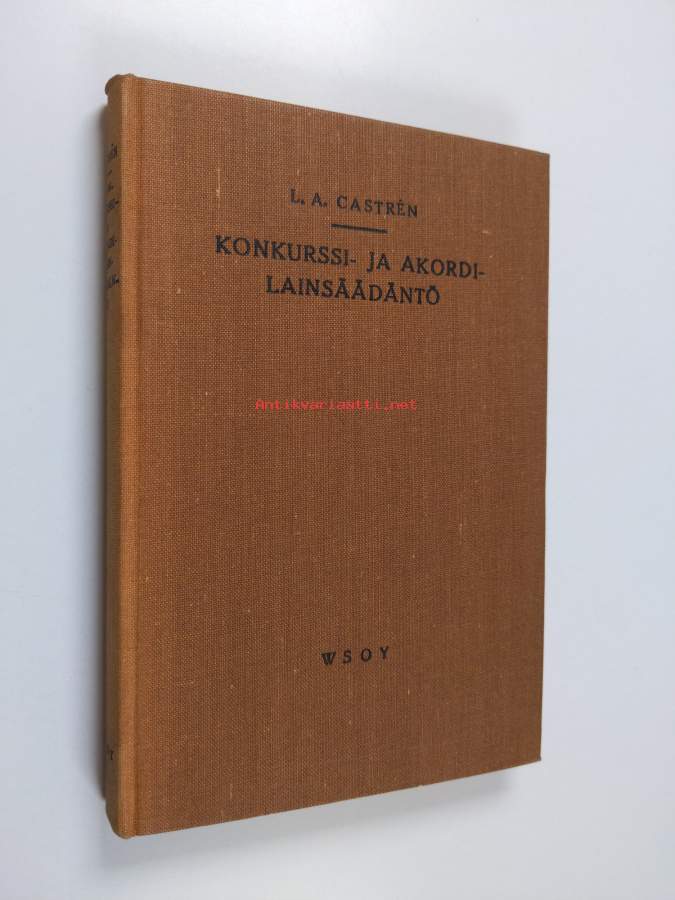 L. A. CASTRÉN
KONKURSSI- JA AKORDI-
LAINSÄÄDÄNTÖ
Antikvariaatti.net
WSOY